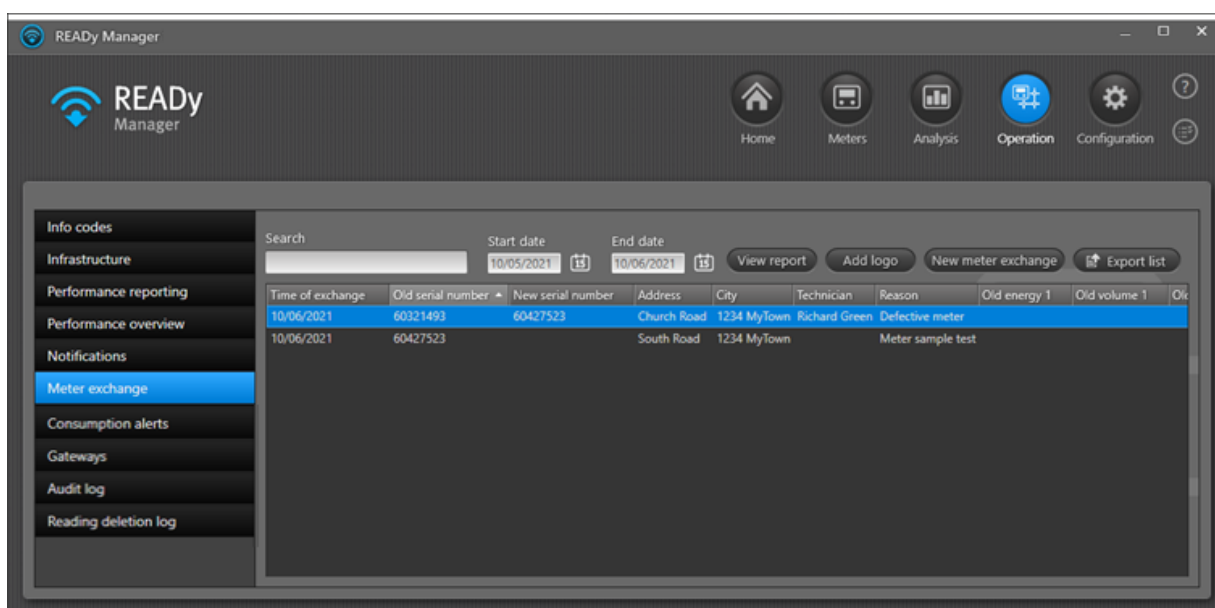 READy Manager
READy
Manager
Home Meters Analysis Operation Configuration
Info codes
Infrastructure
Performance reporting
Performance overview
Notifications
Meter exchange
Consumption alerts
Gateways
Audit log
Reading deletion log
Search Start date End date
10/05/2021 15 10/06/2021 15 View report Add logo New meter exchange Export list
Time of exchange Old serial number New serial number Address City Technician Reason Old energy 1 Old volume 1
10/06/2021 60321493 60427523 Church Road 1234 MyTown Richard Green Defective meter
10/06/2021 60427523 South Road 1234 MyTown Meter sample test